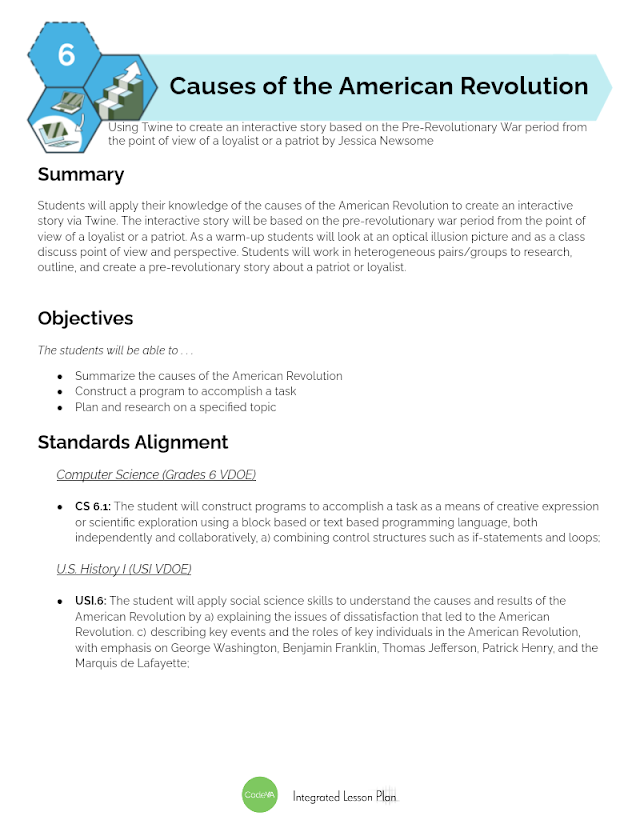 6
Causes of the American Revolution
Using Twine to create an interactive story based on the Pre-Revolutionary War period from
the point of view of a loyalist or a patriot by Jessica Newsome
Summary
Students will apply their knowledge of the causes of the American Revolution to create an interactive
story via Twine. The interactive story will be based on the pre-revolutionary war period from the point of
view of a loyalist or a patriot. As a warm-up students will look at an optical illusion picture and as a class
discuss point of view and perspective. Students will work in heterogeneous pairs/groups to research,
outline, and create a pre-revolutionary story about a patriot or loyalist.
Objectives
The students will be able to . . .
● Summarize the causes of the American Revolution
● Construct a program to accomplish a task
● Plan and research on a specified topic
Standards Alignment
Computer Science (Grades 6 VDOE)
● CS 6.1: The student will construct programs to accomplish a task as a means of creative expression
or scientific exploration using a block based or text based programming language, both
independently and collaboratively, a) combining control structures such as if-statements and loops;
U.S. History I (USI VDOE)
● USI.6: The student will apply social science skills to understand the causes and results of the
American Revolution by a) explaining the issues of dissatisfaction that led to the American
Revolution. c) describing key events and the roles of key individuals in the American Revolution,
with emphasis on George Washington, Benjamin Franklin, Thomas Jefferson, Patrick Henry, and the
Marquis de Lafayette;
CodeVA Integrated Lesson Plan